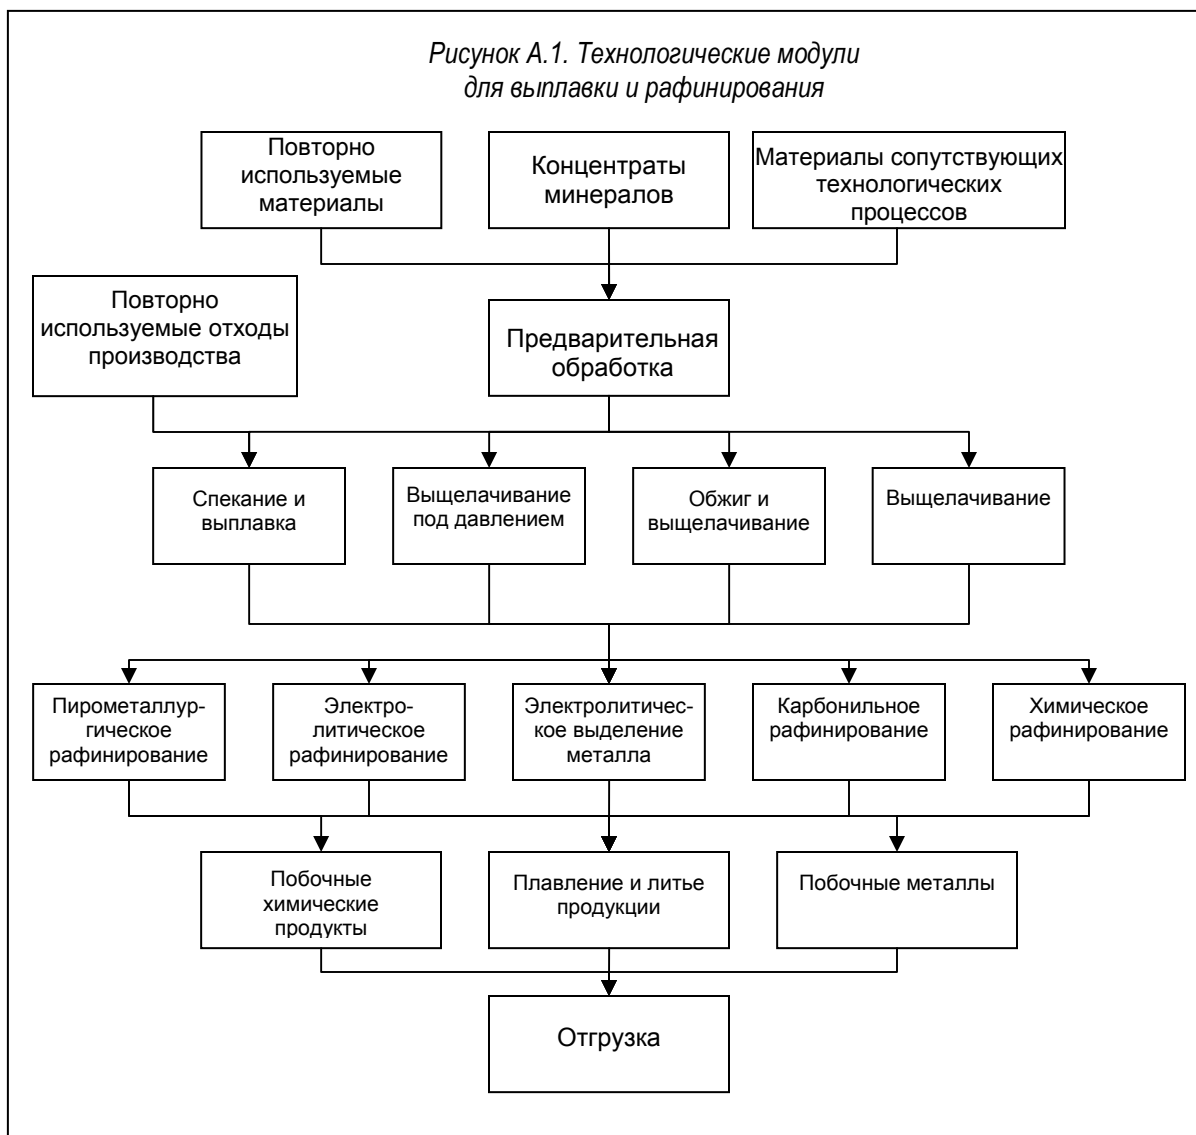 Рисунок А.1. Технологические модули
для выплавки и рафинирования
Повторно
используемые
материалы
Концентраты
минералов
Материалы сопутствующих
технологических
процессов
Повторно
используемые отходы
производства
Предварительная
обработка
Спекание и
выплавка
Выщелачивание
под давлением
Обжиг и
выщелачивание
Выщелачивание
Пирометаллур-
гическое
рафинирование
Электро-
литическое
рафинирование
Электролитичес-
кое выделение
металла
Карбонильное
рафинирование
Химическое
рафинирование
Побочные
химические
продукты
Плавление и литье
продукции
Побочные металлы
Отгрузка